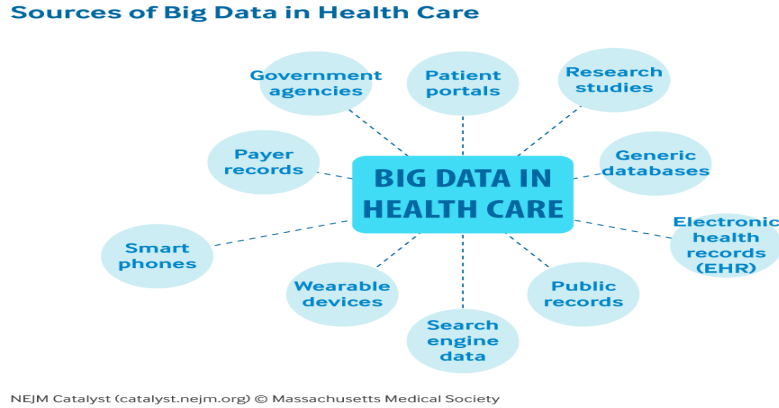 Sources of Big Data in Health Care
Government
agencies
Patient
portals
Research
studies
Payer
records
BIG DATA IN
HEALTH CARE
Generic
databases
Smart
phones
Electronic
health
records
(EHR)
Wearable
devices
Public
records
Search
engine
data
NEJM Catalyst (catalyst.nejm.org) © Massachusetts Medical Society